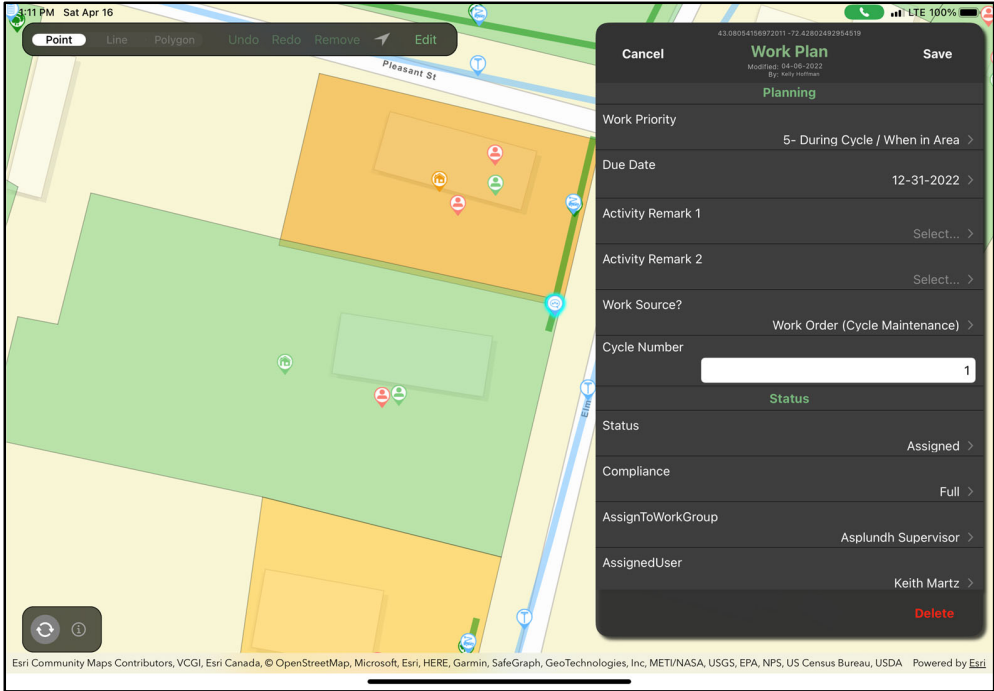 4:11 PM Sat Apr 16
LTE 100%
Point Line Polygon Undo Redo Remove Edit
Pleasant St
Elm
43.08054156972011 -72.42802492954519
Cancel Work Plan Save
Modified: 04-06-2022
By: Kelly Hoffman
Planning
Work Priority
5- During Cycle / When in Area
Due Date
12-31-2022
Activity Remark 1
Select...
Activity Remark 2
Select...
Work Source?
Work Order (Cycle Maintenance)
Cycle Number
1
Status
Status
Assigned
Compliance
Full
AssignToWorkGroup
Asplundh Supervisor
AssignedUser
Keith Martz
Delete
Esri Community Maps Contributors, VCGI, Esri Canada, © OpenStreetMap, Microsoft, Esri, HERE, Garmin, SafeGraph, GeoTechnologies, Inc, METI/NASA, USGS, EPA, NPS, US Census Bureau, USDA Powered by Esri